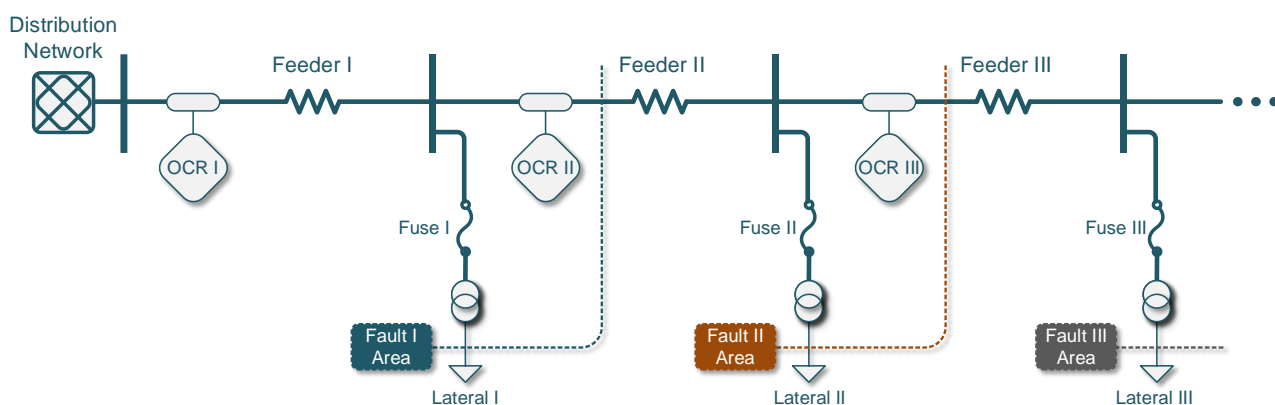 Distribution
Network
Feeder I
Feeder II
Feeder III
OCR I
OCR II
OCR III
Fuse I
Fuse II
Fuse III
Fault I
Area
Fault II
Area
Fault III
Area
Lateral I
Lateral II
Lateral III